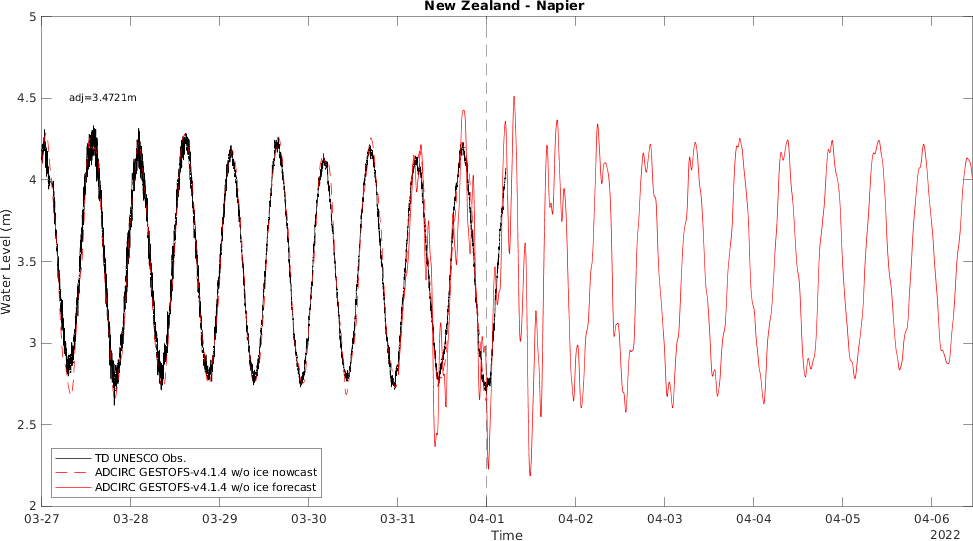 New Zealand - Napier
5
4.5
4
3.5
3
2.5
2
Water Level (m)
adj=3.4721m
TD UNESCO Obs.
ADCIRC GESTOFS-v4.1.4 w/o ice nowcast
ADCIRC GESTOFS-v4.1.4 w/o ice forecast
03-27 03-28 03-29 03-30 03-31 04-01 04-02 04-03 04-04 04-05 04-06
Time
2022